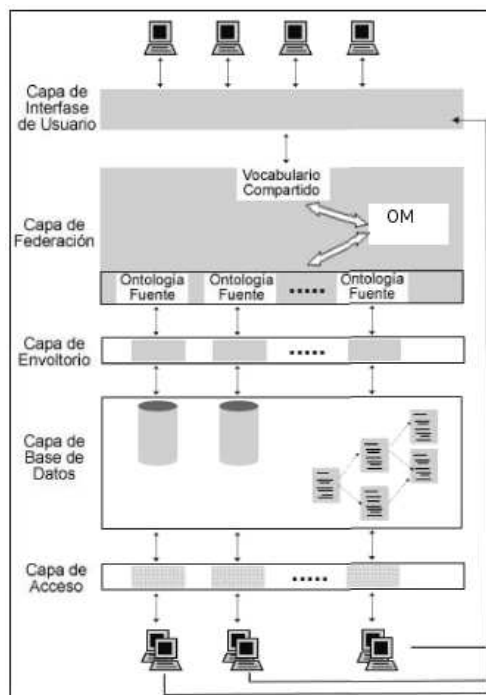 Capa de
Interfase
de Usuario
Vocabulario
Compartido
OM
Capa de
Federación
Ontología
Fuente
Ontología
Fuente
Ontología
Fuente
Capa de
Envoltorio
Capa de
Base de
Datos
Capa de
Acceso